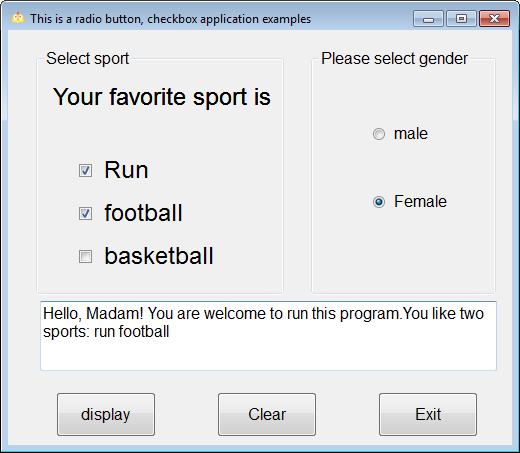 This is a radio button, checkbox application examples
Select sport
Your favorite sport is
Run
football
basketball
Please select gender
male
Female
Hello, Madam! You are welcome to run this program.You like two
sports: run football
display
Clear
Exit